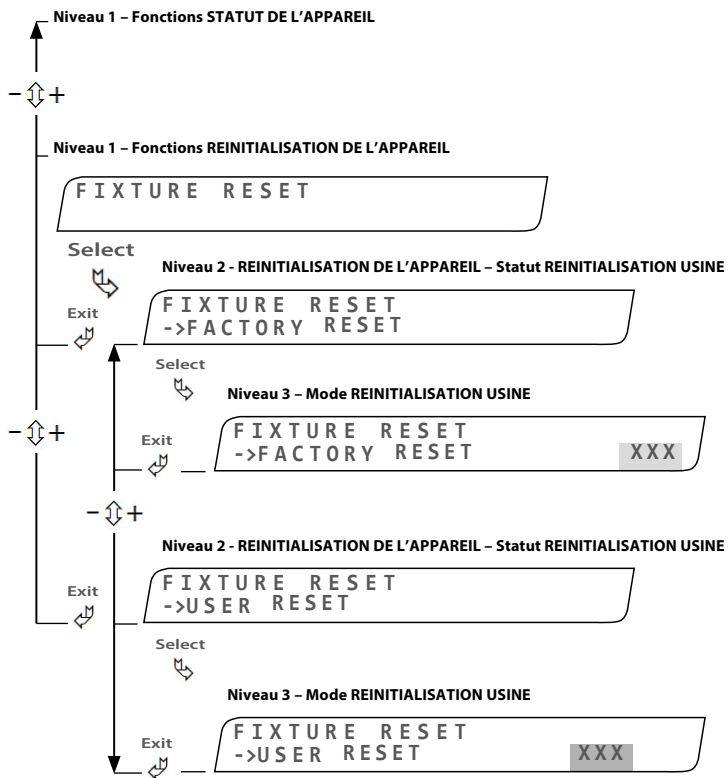 Niveau 1 – Fonctions STATUT DE L’APPAREIL
– +
Niveau 1 – Fonctions REINITIALISATION DE L’APPAREIL
FIXTURE RESET
Select
Niveau 2 - REINITIALISATION DE L’APPAREIL – Statut REINITIALISATION USINE
Exit
FIXTURE RESET
->FACTORY RESET
Select
Niveau 3 – Mode REINITIALISATION USINE
– +
Exit
FIXTURE RESET
->FACTORY RESET XXX
– +
Niveau 2 - REINITIALISATION DE L’APPAREIL – Statut REINITIALISATION USINE
Exit
FIXTURE RESET
->USER RESET
Select
Niveau 3 – Mode REINITIALISATION USINE
Exit
FIXTURE RESET
->USER RESET XXX